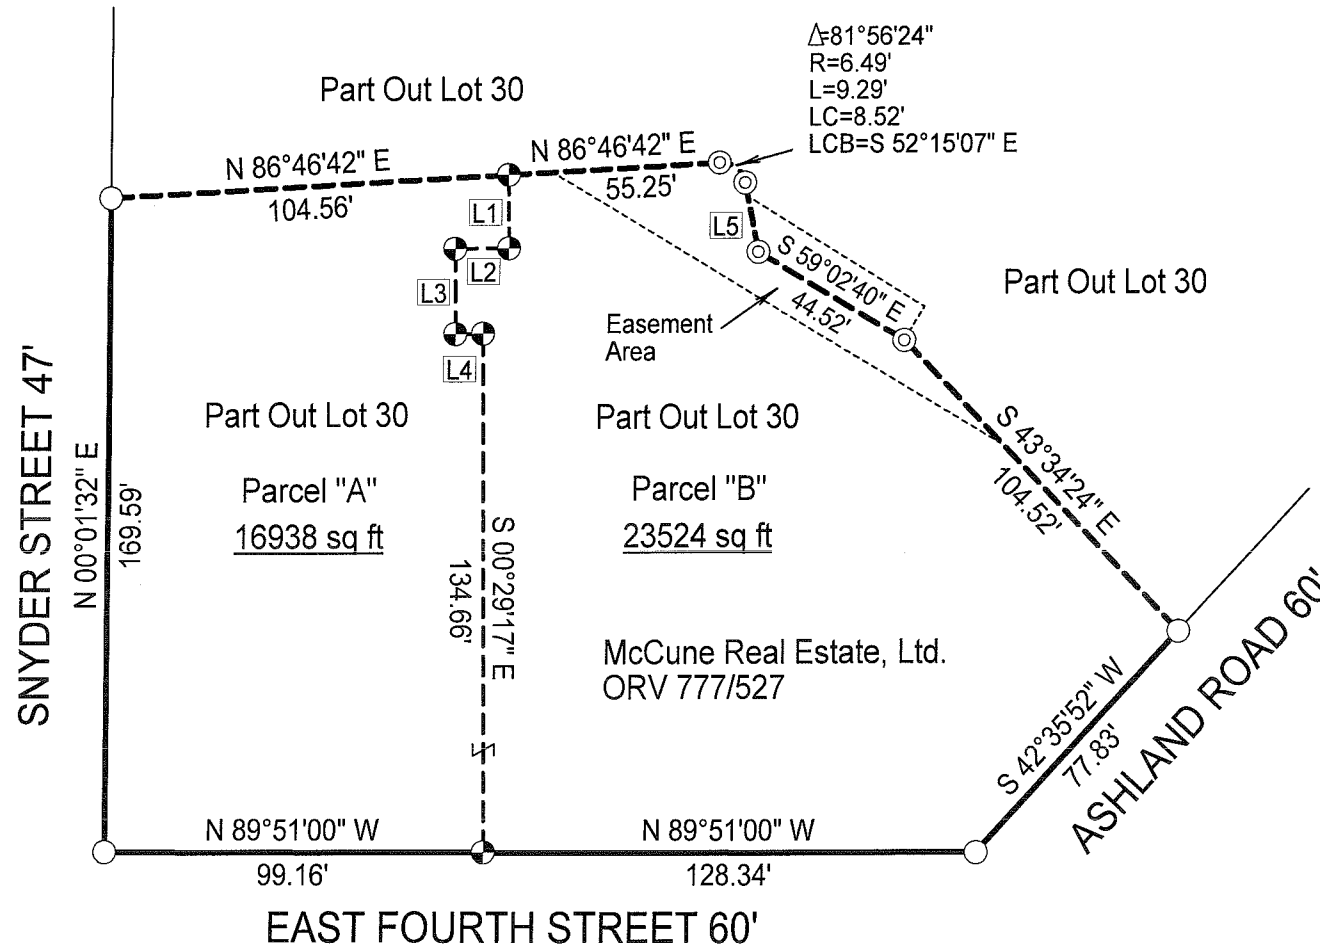 Δ=81°56'24"
R=6.49'
L=9.29'
LC=8.52'
LCB=S 52°15'07" E
Part Out Lot 30
N 86°46'42" E
104.56'
N 86°46'42" E
55.25'
L1
L2
L3
L4
L5
S 59°02'40" E
44.52'
Easement
Area
Part Out Lot 30
S 43°34'24" E
104.52'
SNYDER STREET 47'
N 00°01'32" E
169.59'
Part Out Lot 30
Parcel "A"
16938 sq ft
S 00°29'17" E
134.66'
Part Out Lot 30
Parcel "B"
23524 sq ft
McCune Real Estate, Ltd.
ORV 777/527
S 42°35'52" W
77.83'
ASHLAND ROAD 60'
N 89°51'00" W
99.16'
N 89°51'00" W
128.34'
EAST FOURTH STREET 60'